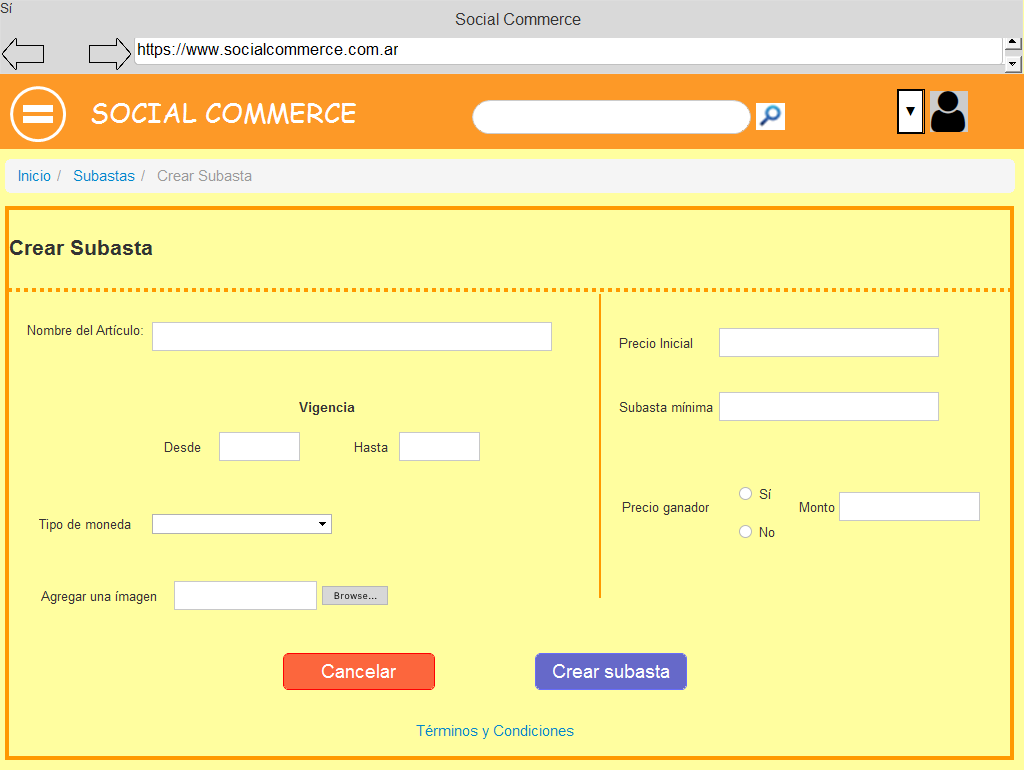 Sí
Social Commerce
https://www.socialcommerce.com.ar
SOCIAL COMMERCE
Inicio / Subastas / Crear Subasta
Crear Subasta
Nombre del Artículo:
Vigencia
Desde
Hasta
Tipo de moneda
Agregar una ímagen
Browse...
Precio Inicial
Subasta mínima
Precio ganador
Sí
No
Monto
Cancelar
Crear subasta
Términos y Condiciones